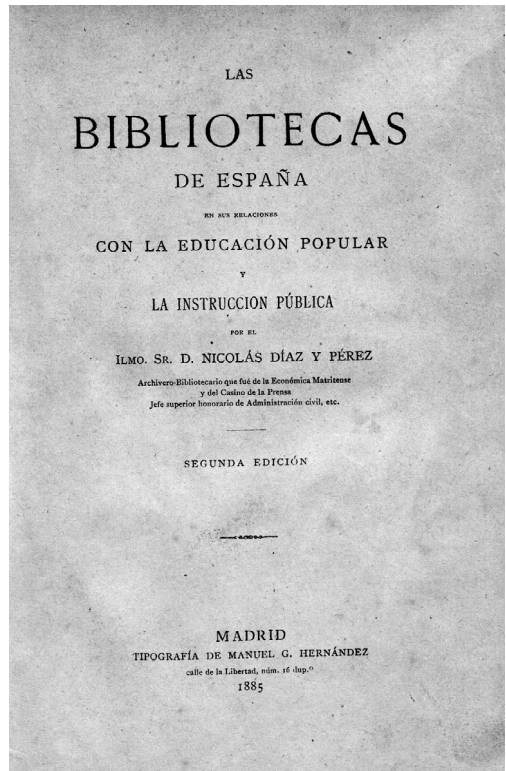 LAS
BIBLIOTECAS
DE ESPAÑA
EN SUS RELACIONES
CON LA EDUCACIÓN POPULAR
Y
LA INSTRUCCION PÚBLICA
POR EL
ILMO. SR. D. NICOLÁS DÍAZ Y PÉREZ
Archivero-Bibliotecario que fué de la Económica Matritense
y del Casino de la Prensa
Jefe superior honorario de Administración civil, etc.
SEGUNDA EDICIÓN
MADRID
TIPOGRAFÍA DE MANUEL G. HERNÁNDEZ
calle de la Libertad, núm. 16 dup.º
1885